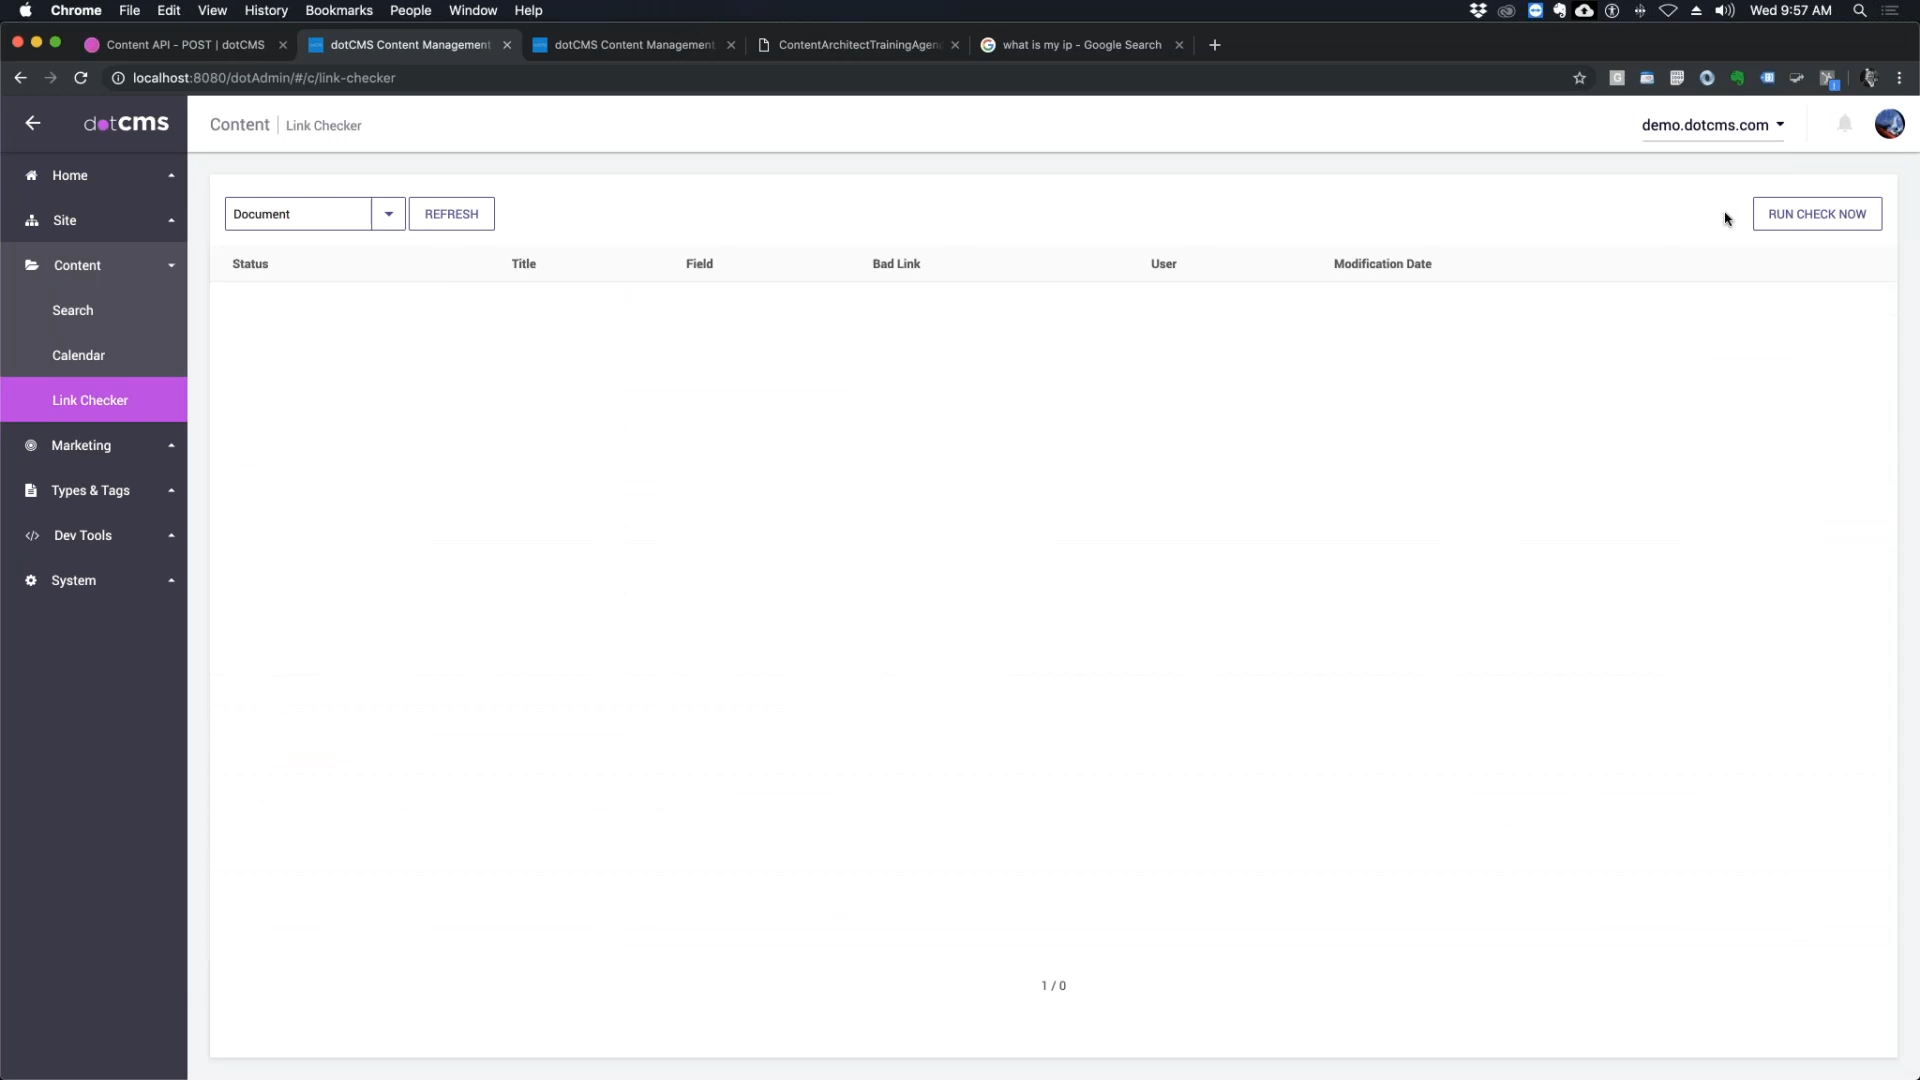 Chrome File Edit View History Bookmarks People Window Help Wed 9:57 AM
Content API - POST | dotCMS dotCMS Content Management dotCMS Content Management ContentArchitectTrainingAgen what is my ip - Google Search
localhost:8080/dotAdmin/#/c/link-checker
dotCMS
Content | Link Checker
demo.dotcms.com
Home
Site
Content
Search
Calendar
Link Checker
Marketing
Types & Tags
Dev Tools
System
Document
REFRESH
RUN CHECK NOW
Status Title Field Bad Link User Modification Date
1 / 0